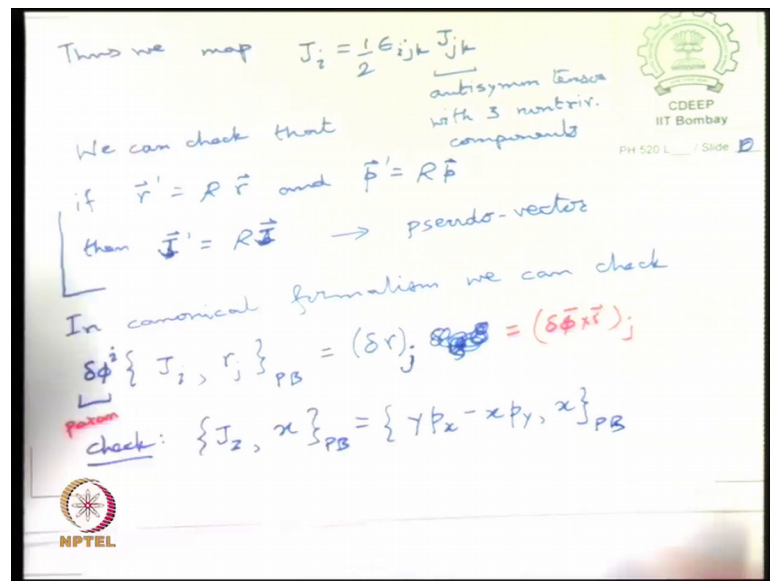 Thus we map J_i = 1/2 ϵ_ijk J_jk
antisymm tensor
with 3 nontriv.
components
CDEEP
IIT Bombay
PH 520 L___ / Slide
We can check that
if r⃗' = R r⃗ and p⃗' = R p⃗
then J⃗' = R J⃗ → pseudo-vector
In canonical formalism we can check
δϕ^i { J_i , r_j }_PB = (δr)_j = (δϕ⃗ x r⃗)_j
param
check: { J_z , x }_PB = { y p_x - x p_y , x }_PB
NPTEL